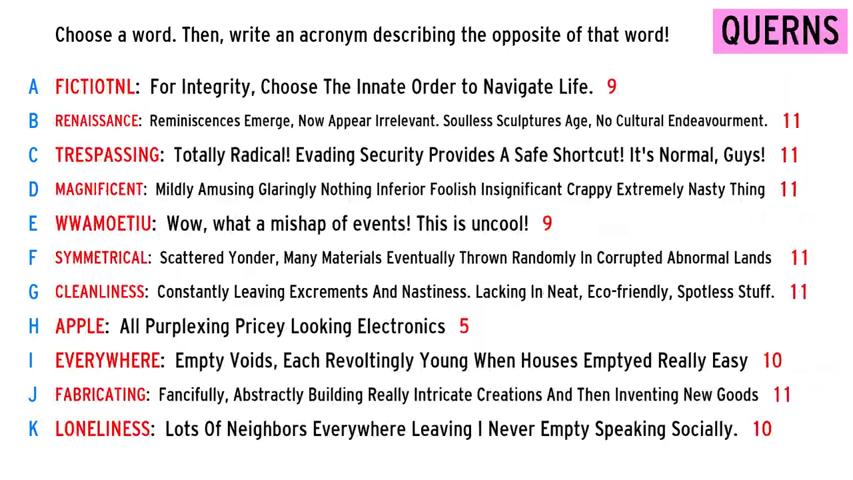 Choose a word. Then, write an acronym describing the opposite of that word!
QUERNS
A FICTIOTNL: For Integrity, Choose The Innate Order to Navigate Life. 9
B RENAISSANCE: Reminiscences Emerge, Now Appear Irrelevant. Soulless Sculptures Age, No Cultural Endeavourment. 11
C TRESPASSING: Totally Radical! Evading Security Provides A Safe Shortcut! It's Normal, Guys! 11
D MAGNIFICENT: Mildly Amusing Glaringly Nothing Inferior Foolish Insignificant Crappy Extremely Nasty Thing 11
E WWAMOETIU: Wow, what a mishap of events! This is uncool! 9
F SYMMETRICAL: Scattered Yonder, Many Materials Eventually Thrown Randomly In Corrupted Abnormal Lands 11
G CLEANLINESS: Constantly Leaving Excrements And Nastiness. Lacking In Neat, Eco-friendly, Spotless Stuff. 11
H APPLE: All Purplexing Pricey Looking Electronics 5
I EVERYWHERE: Empty Voids, Each Revoltingly Young When Houses Emptyed Really Easy 10
J FABRICATING: Fancifully, Abstractly Building Really Intricate Creations And Then Inventing New Goods 11
K LONELINESS: Lots Of Neighbors Everywhere Leaving I Never Empty Speaking Socially. 10